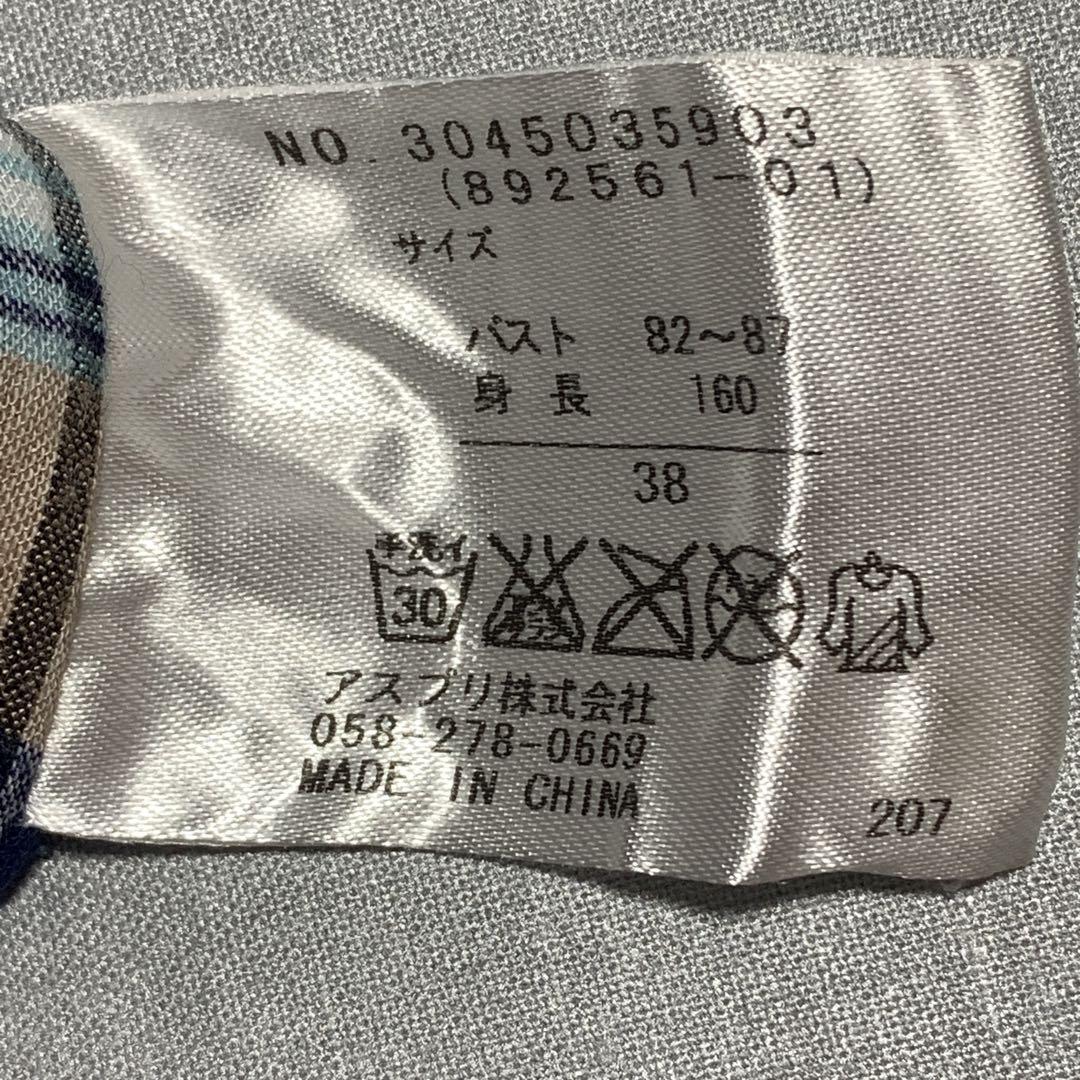 NO. 3045035903
(892561-01)
サイズ
バスト 82~87
身長 160
38
手洗イ
30
アスプリ株式会社
058-278-0669
MADE IN CHINA
207